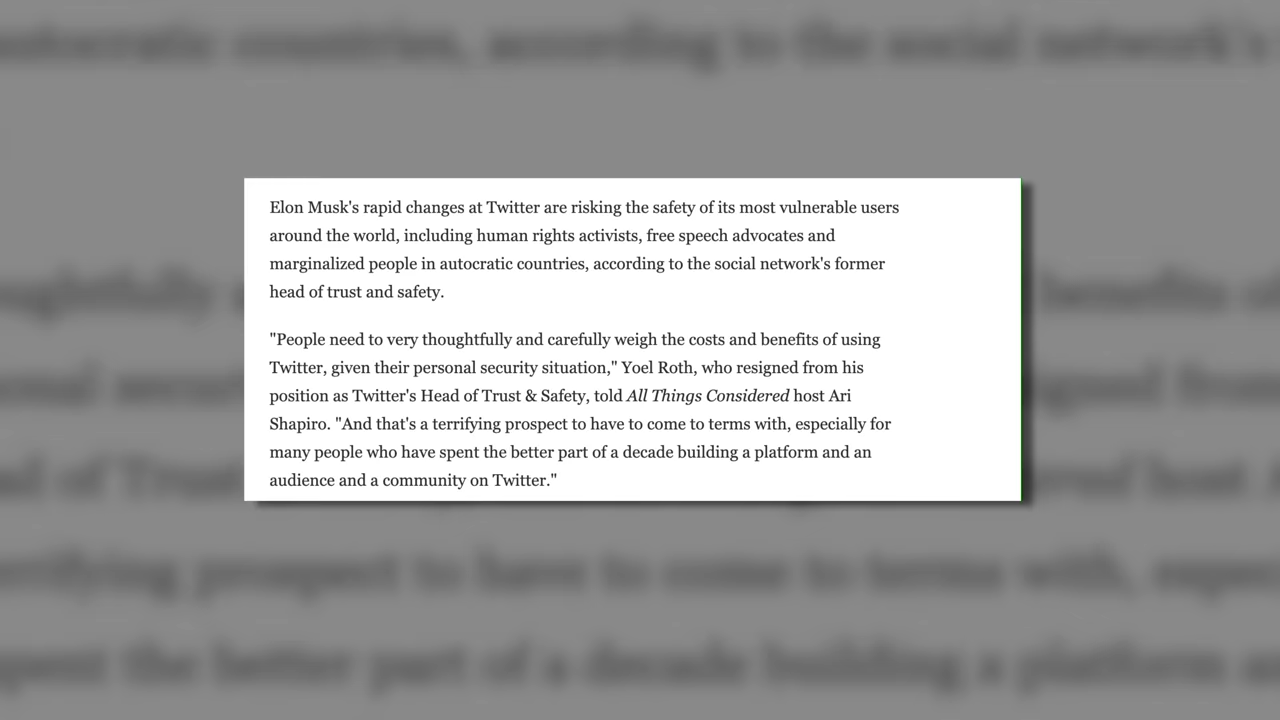 Elon Musk's rapid changes at Twitter are risking the safety of its most vulnerable users
around the world, including human rights activists, free speech advocates and
marginalized people in autocratic countries, according to the social network's former
head of trust and safety.
"People need to very thoughtfully and carefully weigh the costs and benefits of using
Twitter, given their personal security situation," Yoel Roth, who resigned from his
position as Twitter's Head of Trust & Safety, told All Things Considered host Ari
Shapiro. "And that's a terrifying prospect to have to come to terms with, especially for
many people who have spent the better part of a decade building a platform and an
audience and a community on Twitter."